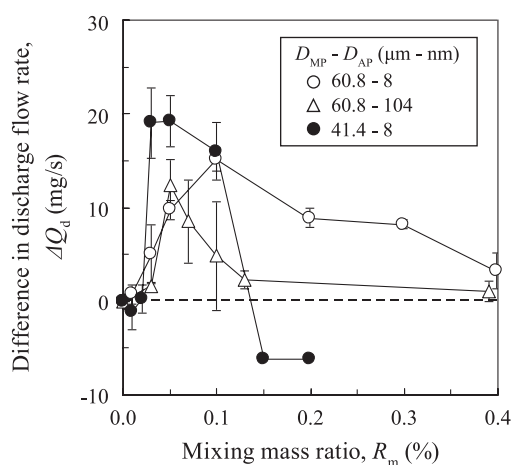 30
20
10
0
-10
0.0 0.1 0.2 0.3 0.4
Difference in discharge flow rate,
ΔQd (mg/s)
Mixing mass ratio, Rm (%)
DMP - DAP (μm - nm)
60.8 - 8
60.8 - 104
41.4 - 8